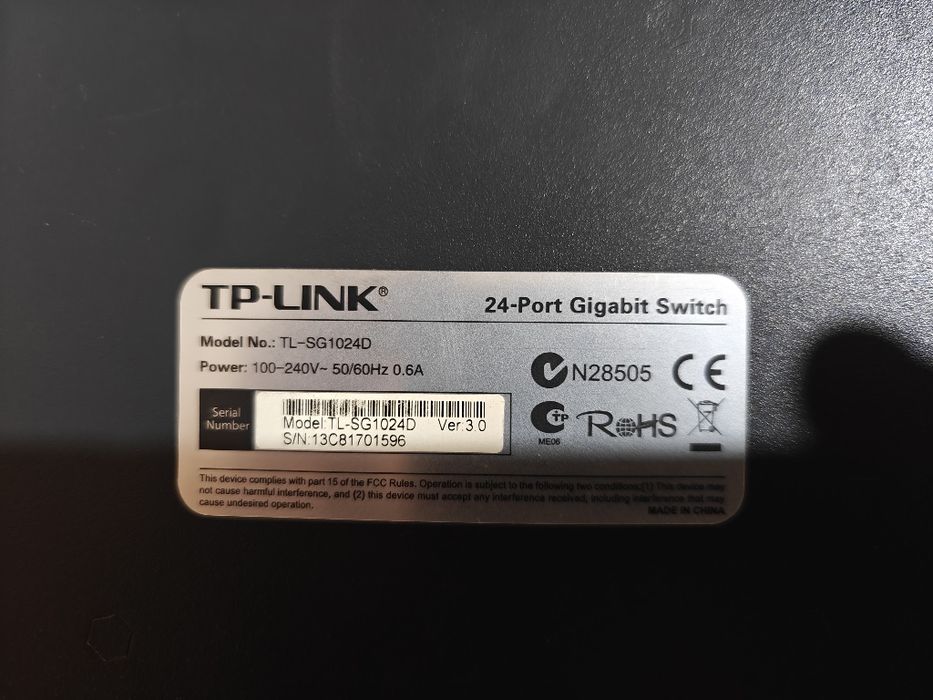 TP-LINK®
24-Port Gigabit Switch
Model No.: TL-SG1024D
Power: 100-240V~ 50/60Hz 0.6A
N28505
CE
Serial
Number
Model:TL-SG1024D Ver:3.0
S/N:13C81701596
TP
ME06
RoHS
This device complies with part 15 of the FCC Rules. Operation is subject to the following two conditions:(1) This device may
not cause harmful interference, and (2) this device must accept any interference received, including interference that may
cause undesired operation.
MADE IN CHINA